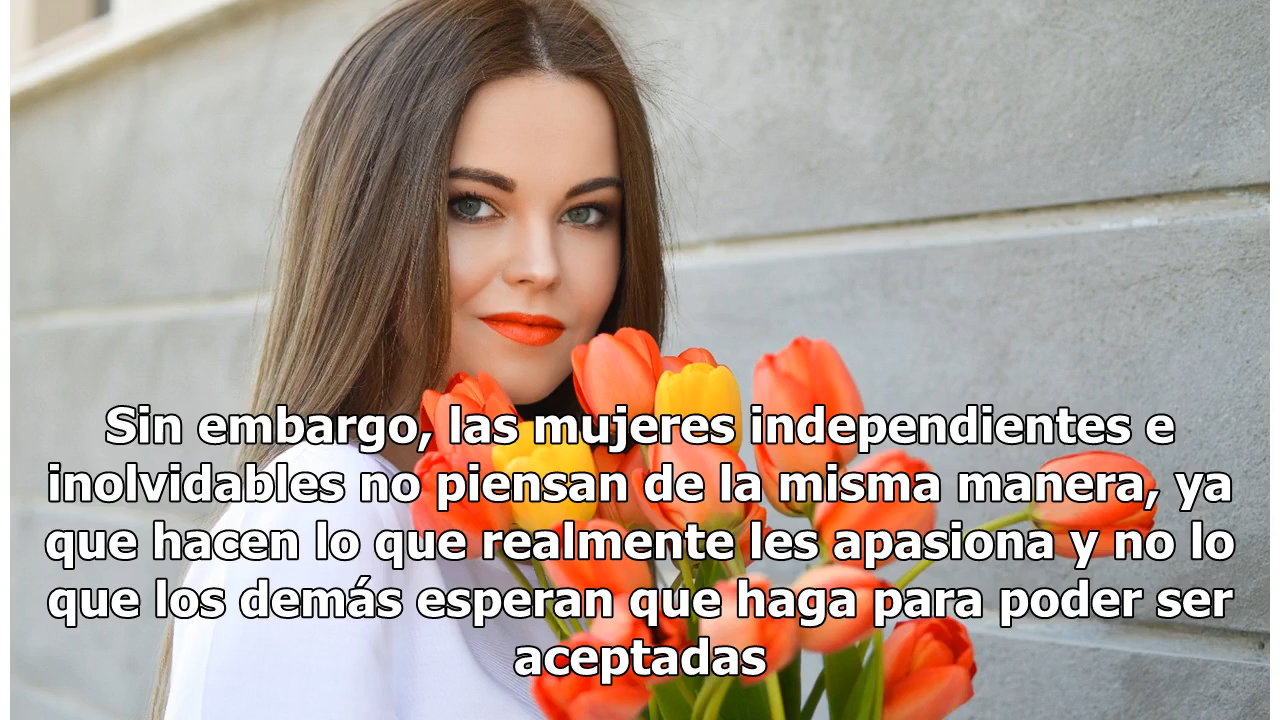 Sin embargo, las mujeres independientes e
inolvidables no piensan de la misma manera, ya
que hacen lo que realmente les apasiona y no lo
que los demás esperan que haga para poder ser
aceptadas